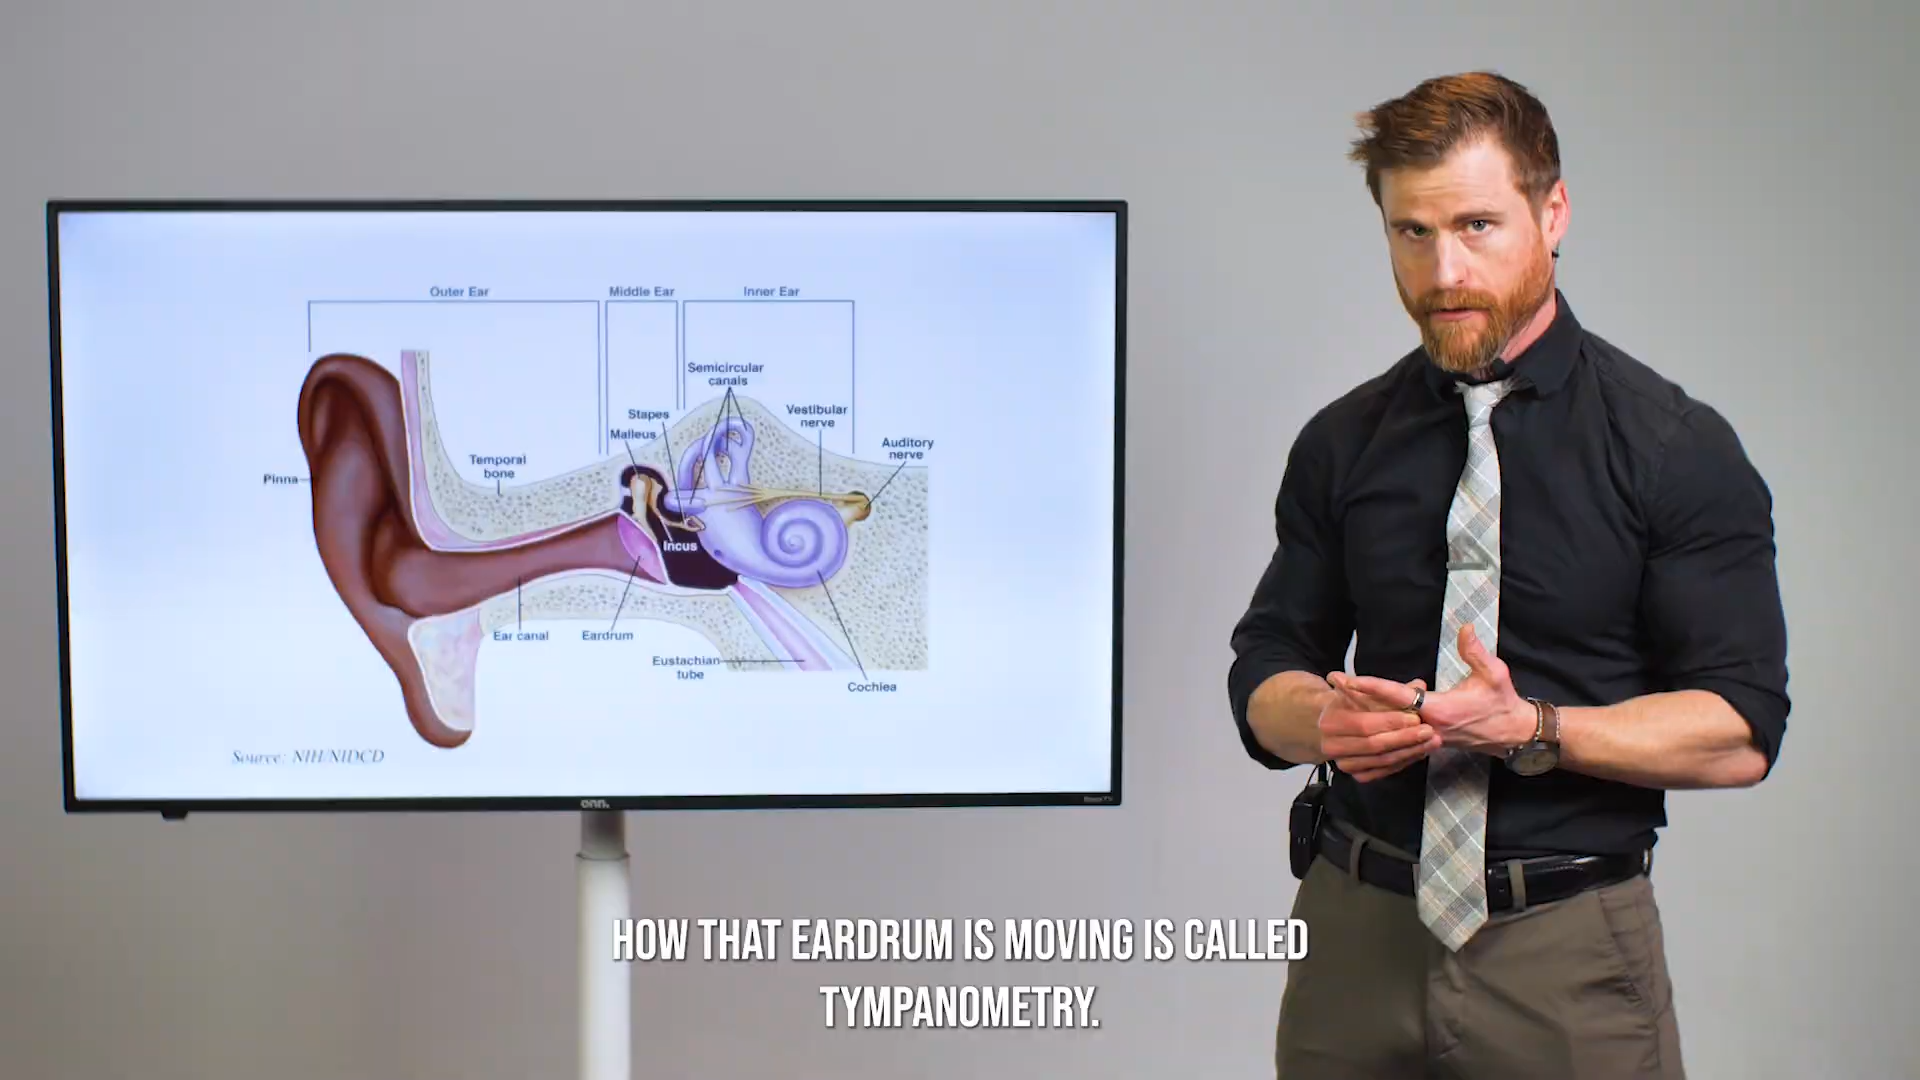 Outer Ear
Middle Ear
Inner Ear
Semicircular
canals
Stapes
Vestibular
nerve
Malleus
Auditory
nerve
Temporal
bone
Pinna
Incus
Ear canal
Eardrum
Eustachian
tube
Cochlea
Source: NIH/NIDCD
onn.
HOW THAT EARDRUM IS MOVING IS CALLED
TYMPANOMETRY.